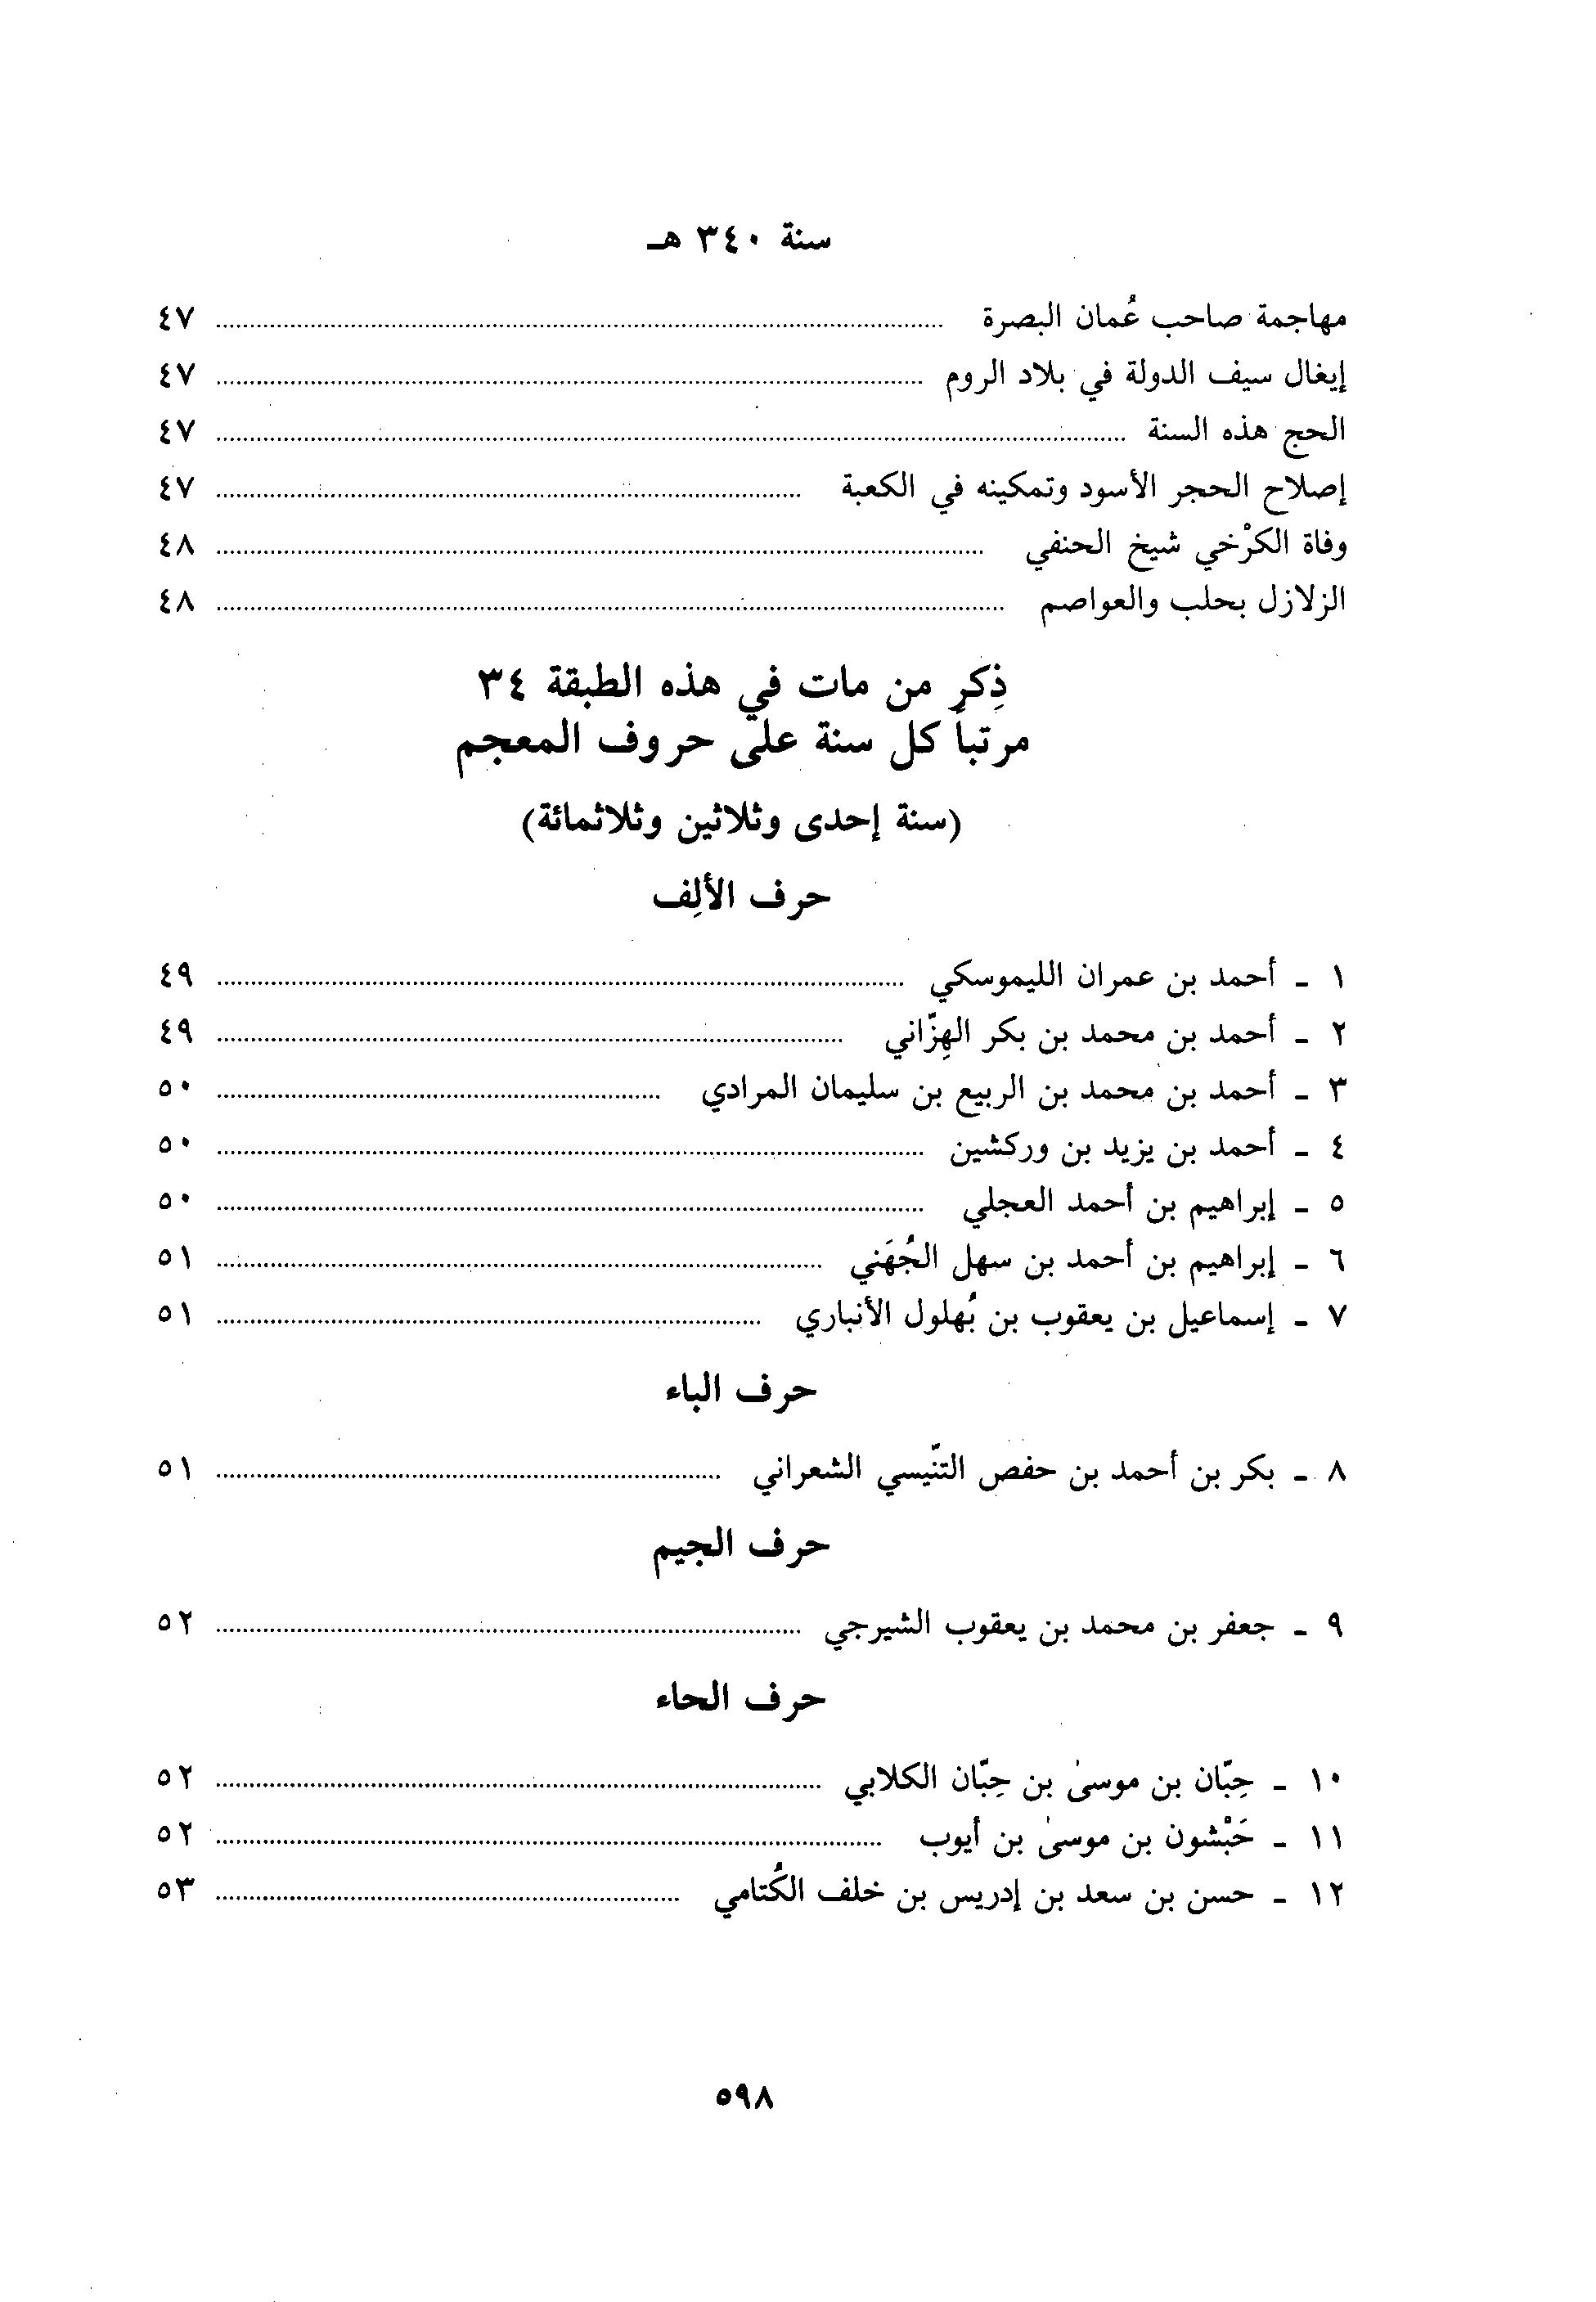 سنة ٣٤٠ هـ
مهاجمة صاحب عُمان البصرة ........ ٤٧
إيغال سيف الدولة في بلاد الروم ........ ٤٧
الحج هذه السنة ........ ٤٧
إصلاح الحجر الأسود وتمكينه في الكعبة ........ ٤٧
وفاة الكرْخي شيخ الحنفي ........ ٤٨
الزلازل بحلب والعواصم ........ ٤٨
ذِكر من مات في هذه الطبقة ٣٤
مرتباً كل سنة على حروف المعجم
(سنة إحدى وثلاثين وثلاثمائة)
حرف الألِف
١ ـ أحمد بن عمران الليموسكي ........ ٤٩
٢ ـ أحمد بن محمد بن بكر الهِزّاني ........ ٤٩
٣ ـ أحمد بن محمد بن الربيع بن سليمان المرادي ........ ٥٠
٤ ـ أحمد بن يزيد بن وركشين ........ ٥٠
٥ ـ إبراهيم بن أحمد العجلي ........ ٥٠
٦ ـ إبراهيم بن أحمد بن سهل الجُهَني ........ ٥١
٧ ـ إسماعيل بن يعقوب بن بُهلول الأنباري ........ ٥١
حرف الباء
٨ ـ بكر بن أحمد بن حفص التنّيسي الشعراني ........ ٥١
حرف الجيم
٩ ـ جعفر بن محمد بن يعقوب الشيرجي ........ ٥٢
حرف الحاء
١٠ ـ حِبّان بن موسىٰ بن حِبّان الكلابي ........ ٥٢
١١ ـ حَبْشون بن موسىٰ بن أيوب ........ ٥٢
١٢ ـ حسن بن سعد بن إدريس بن خلف الكُتامي ........ ٥٣
٥٩٨